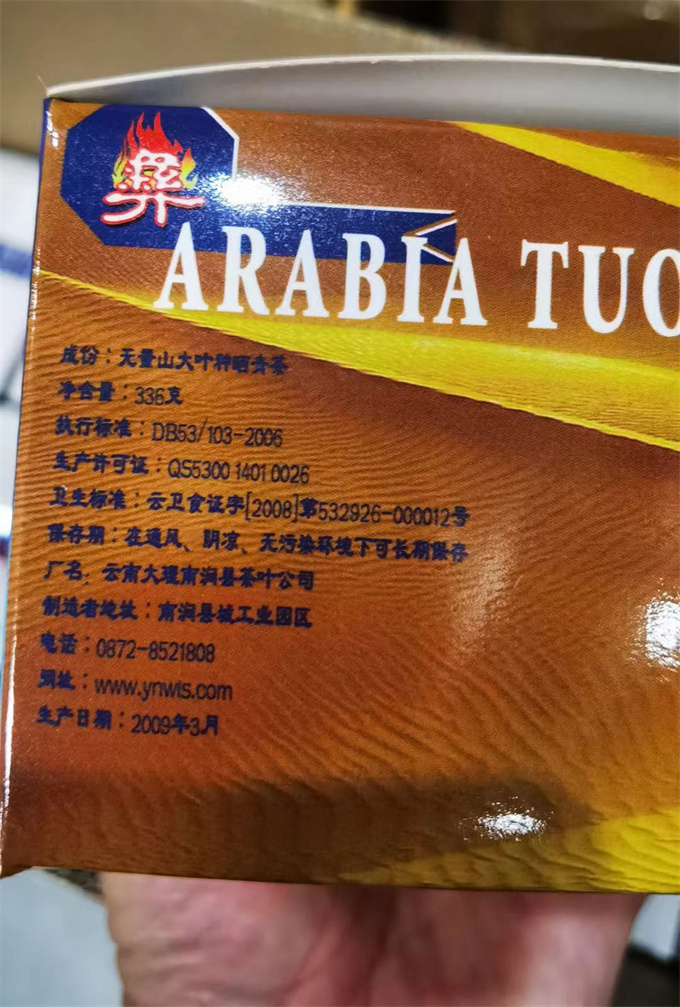 彝
ARABIA TUO
成份：无量山大叶种晒青茶
净含量：336克
执行标准：DB53/103-2006
生产许可证：QS5300 1401 0026
卫生标准：云卫食证字[2008]第532926-000012号
保存期：在通风、阴凉、无污染环境下可长期保存
厂名：云南大理南涧县茶叶公司
制造者地址：南涧县城工业园区
电话：0872-8521808
网址：www.ynwls.com
生产日期：2009年3月